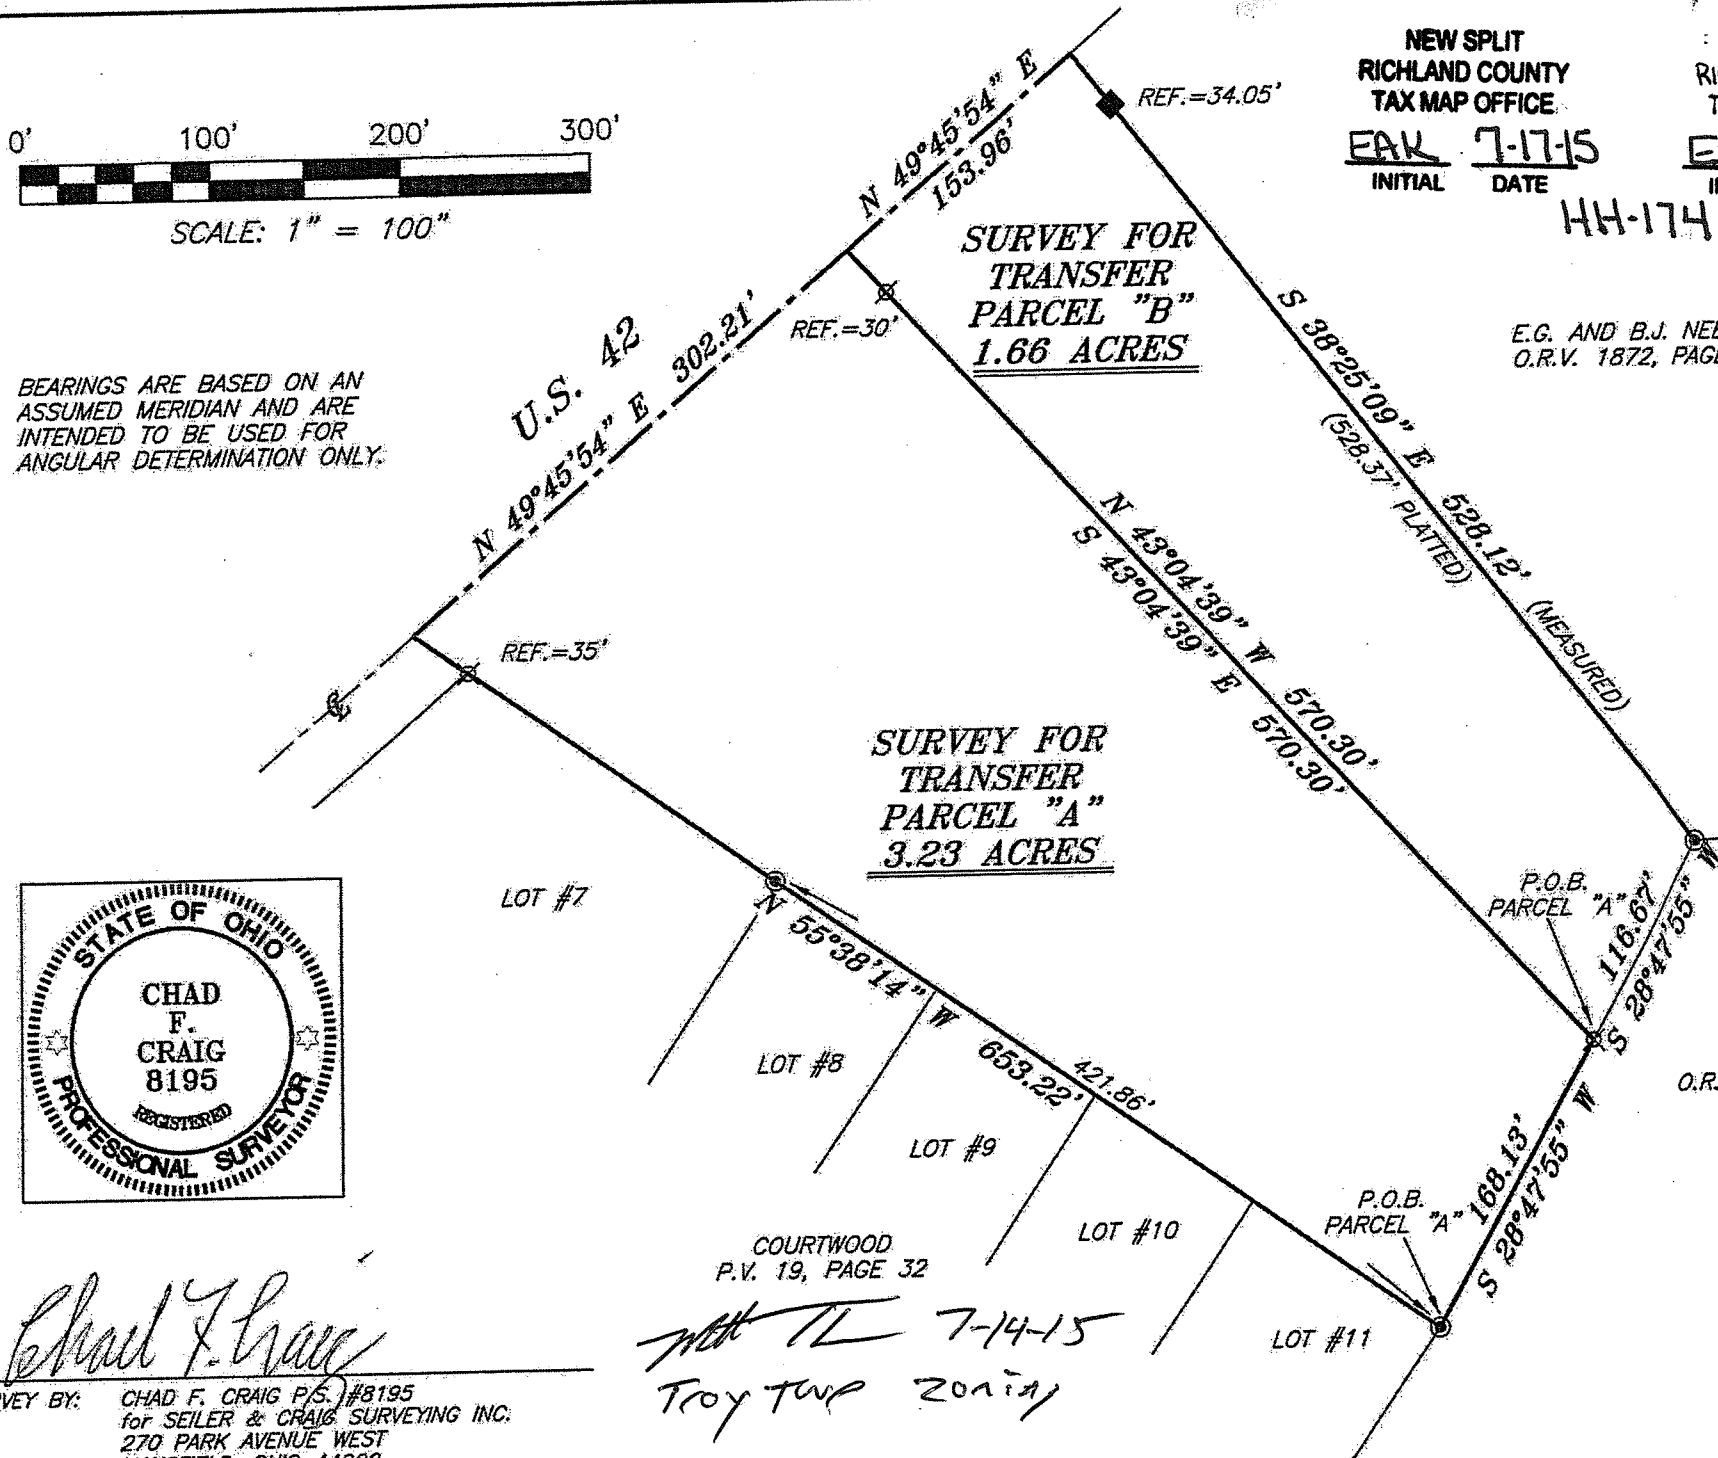 0' 100' 200' 300'
SCALE: 1" = 100"
BEARINGS ARE BASED ON AN
ASSUMED MERIDIAN AND ARE
INTENDED TO BE USED FOR
ANGULAR DETERMINATION ONLY.
NEW SPLIT
RICHLAND COUNTY
TAX MAP OFFICE
EAK 7-17-15
INITIAL DATE
HH-174
E.G. AND B.J. NEE
O.R.V. 1872, PAGE
N 49°45'54" E
153.96'
REF.=34.05'
SURVEY FOR
TRANSFER
PARCEL "B"
1.66 ACRES
REF.=30'
U.S. 42
N 49°45'54" E 302.21'
S 38°25'09" E 528.12' (MEASURED)
(528.37' PLATTED)
N 43°04'39" W 570.30'
S 43°04'39" E 570.30'
REF.=35'
SURVEY FOR
TRANSFER
PARCEL "A"
3.23 ACRES
P.O.B.
PARCEL "A"
116.67'
S 28°47'55" W
LOT #7
N 55°38'14" W 653.22'
421.86'
LOT #8
LOT #9
LOT #10
LOT #11
O.R.
P.O.B.
PARCEL "A"
168.13'
S 28°47'55" W
COURTWOOD
P.V. 19, PAGE 32
7-14-15
Troy twp zoning
STATE OF OHIO
CHAD
F.
CRAIG
8195
REGISTERED
PROFESSIONAL SURVEYOR
Chad F. Craig
VEY BY: CHAD F. CRAIG P.S. #8195
for SEILER & CRAIG SURVEYING INC.
270 PARK AVENUE WEST